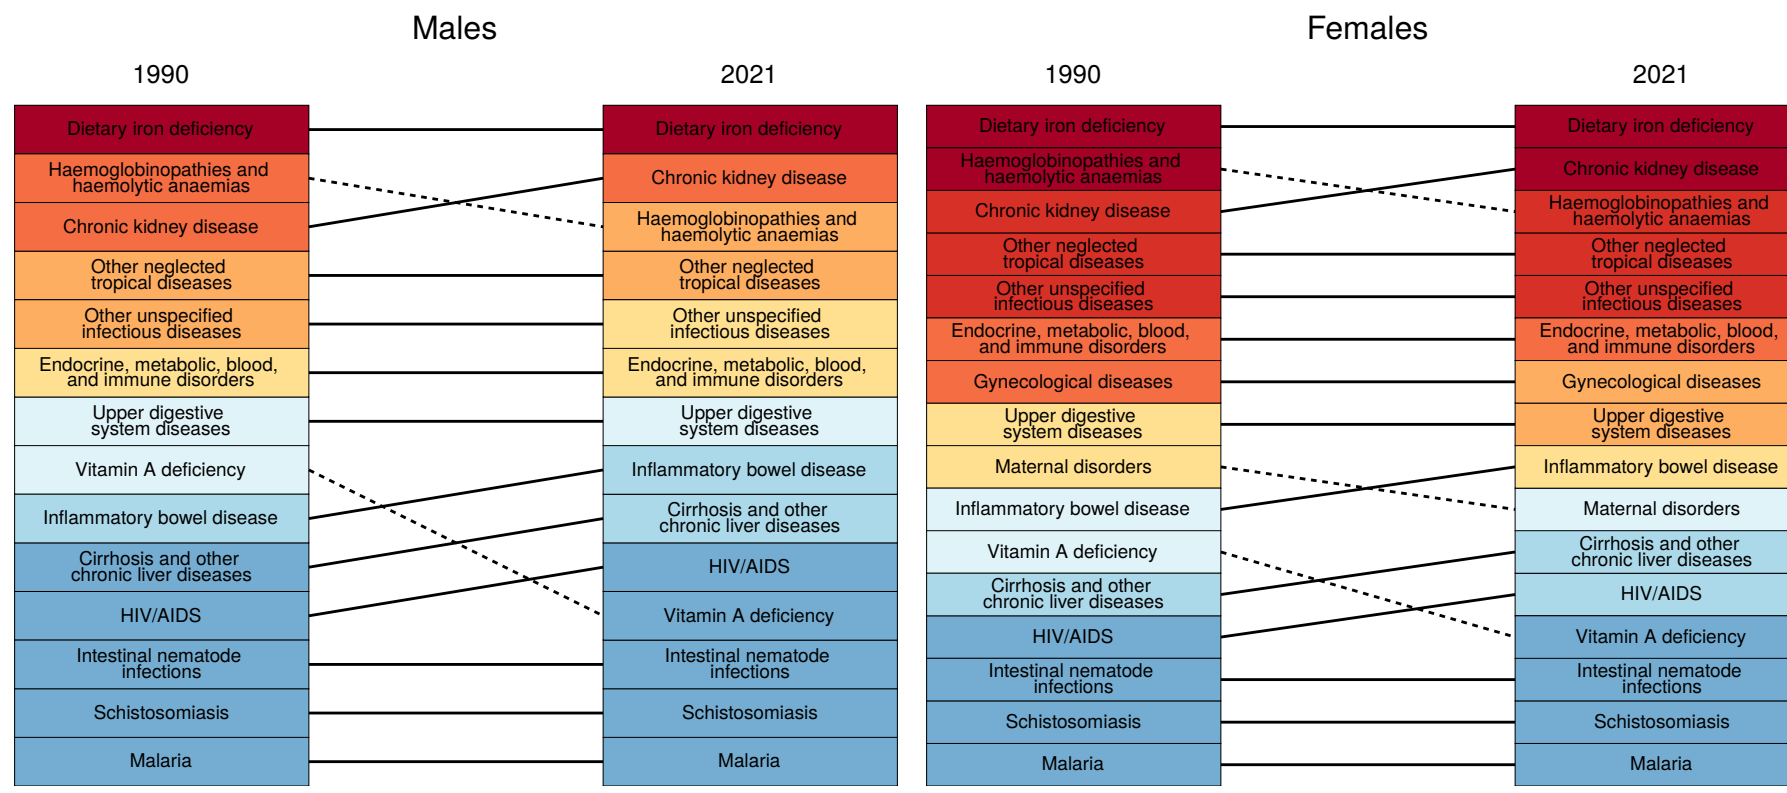 Males
1990
2021
Dietary iron deficiency
Haemoglobinopathies and
haemolytic anaemias
Chronic kidney disease
Other neglected
tropical diseases
Other unspecified
infectious diseases
Endocrine, metabolic, blood,
and immune disorders
Upper digestive
system diseases
Vitamin A deficiency
Inflammatory bowel disease
Cirrhosis and other
chronic liver diseases
HIV/AIDS
Intestinal nematode
infections
Schistosomiasis
Malaria
Dietary iron deficiency
Chronic kidney disease
Haemoglobinopathies and
haemolytic anaemias
Other neglected
tropical diseases
Other unspecified
infectious diseases
Endocrine, metabolic, blood,
and immune disorders
Upper digestive
system diseases
Inflammatory bowel disease
Cirrhosis and other
chronic liver diseases
HIV/AIDS
Vitamin A deficiency
Intestinal nematode
infections
Schistosomiasis
Malaria
Females
1990
2021
Dietary iron deficiency
Haemoglobinopathies and
haemolytic anaemias
Chronic kidney disease
Other neglected
tropical diseases
Other unspecified
infectious diseases
Endocrine, metabolic, blood,
and immune disorders
Gynecological diseases
Upper digestive
system diseases
Maternal disorders
Inflammatory bowel disease
Vitamin A deficiency
Cirrhosis and other
chronic liver diseases
HIV/AIDS
Intestinal nematode
infections
Schistosomiasis
Malaria
Dietary iron deficiency
Chronic kidney disease
Haemoglobinopathies and
haemolytic anaemias
Other neglected
tropical diseases
Other unspecified
infectious diseases
Endocrine, metabolic, blood,
and immune disorders
Gynecological diseases
Upper digestive
system diseases
Inflammatory bowel disease
Maternal disorders
Cirrhosis and other
chronic liver diseases
HIV/AIDS
Vitamin A deficiency
Intestinal nematode
infections
Schistosomiasis
Malaria